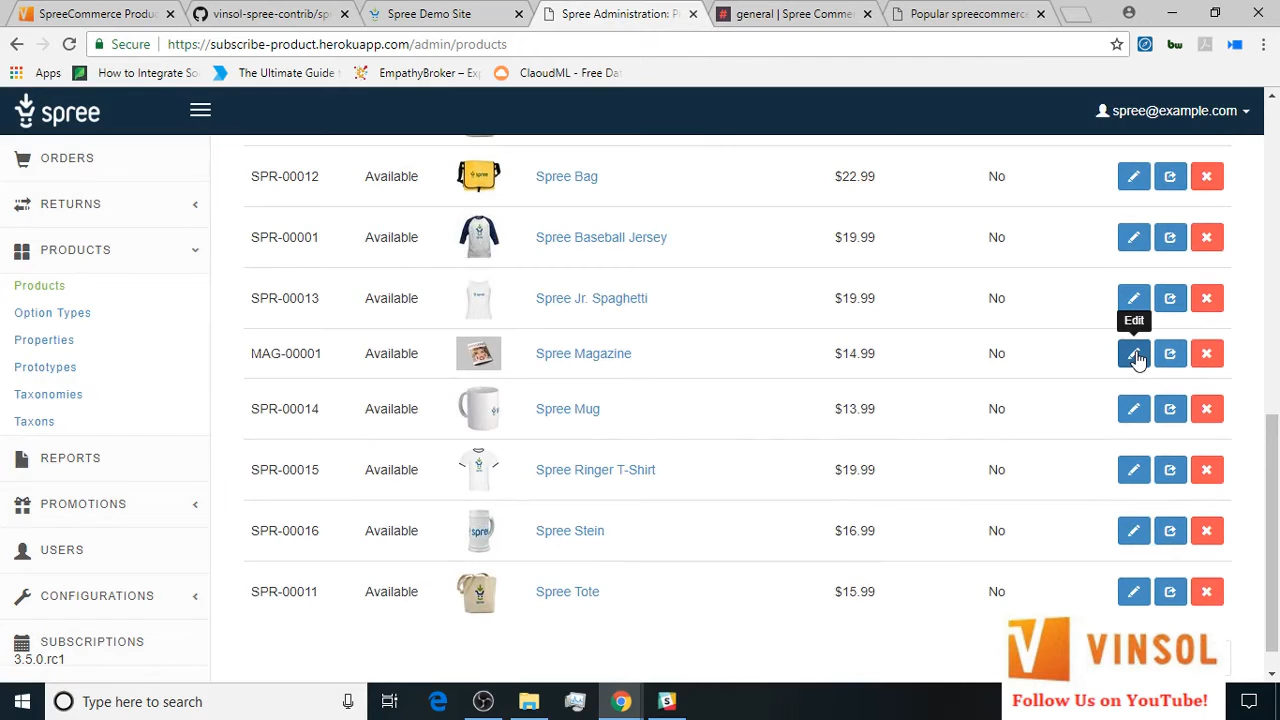 SpreeCommerce Produc
vinsol-spree-contrib/spr
Spree Demo Site
Spree Administration: P
general | Spree Comme
Popular spreecommerce
Secure
https://subscribe-product.herokuapp.com/admin/products
Apps
How to Integrate So
The Ultimate Guide
EmpathyBroker – Ex
ClaoudML - Free Da
spree
spree@example.com
ORDERS
RETURNS
PRODUCTS
Products
Option Types
Properties
Prototypes
Taxonomies
Taxons
REPORTS
PROMOTIONS
USERS
CONFIGURATIONS
SUBSCRIPTIONS
3.5.0.rc1
SPR-00012 Available Spree Bag $22.99 No
SPR-00001 Available Spree Baseball Jersey $19.99 No
SPR-00013 Available Spree Jr. Spaghetti $19.99 No
Edit
MAG-00001 Available Spree Magazine $14.99 No
SPR-00014 Available Spree Mug $13.99 No
SPR-00015 Available Spree Ringer T-Shirt $19.99 No
SPR-00016 Available Spree Stein $16.99 No
SPR-00011 Available Spree Tote $15.99 No
VINSOL
Follow Us on YouTube!
Type here to search